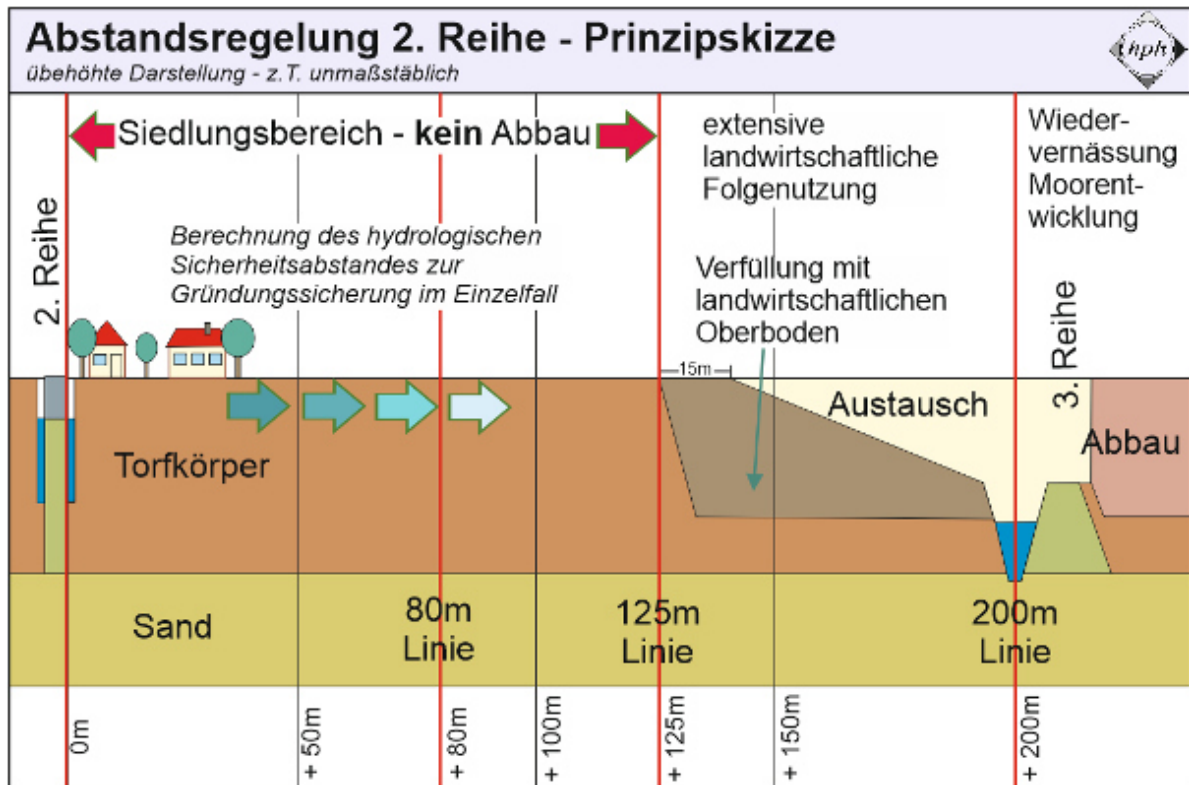 Abstandsregelung 2. Reihe - Prinzipskizze
übehöhte Darstellung - z.T. unmaßstäblich
hph
Siedlungsbereich - kein Abbau
extensive
landwirtschaftliche
Folgenutzung
Wieder-
vernässung
Moorent-
wicklung
2. Reihe
Berechnung des hydrologischen
Sicherheitsabstandes zur
Gründungssicherung im Einzelfall
Verfüllung mit
landwirtschaftlichen
Oberboden
3. Reihe
15m
Austausch
Abbau
Torfkörper
Sand
80m
Linie
125m
Linie
200m
Linie
0m
+ 50m
+ 80m
+ 100m
+ 125m
+ 150m
+ 200m